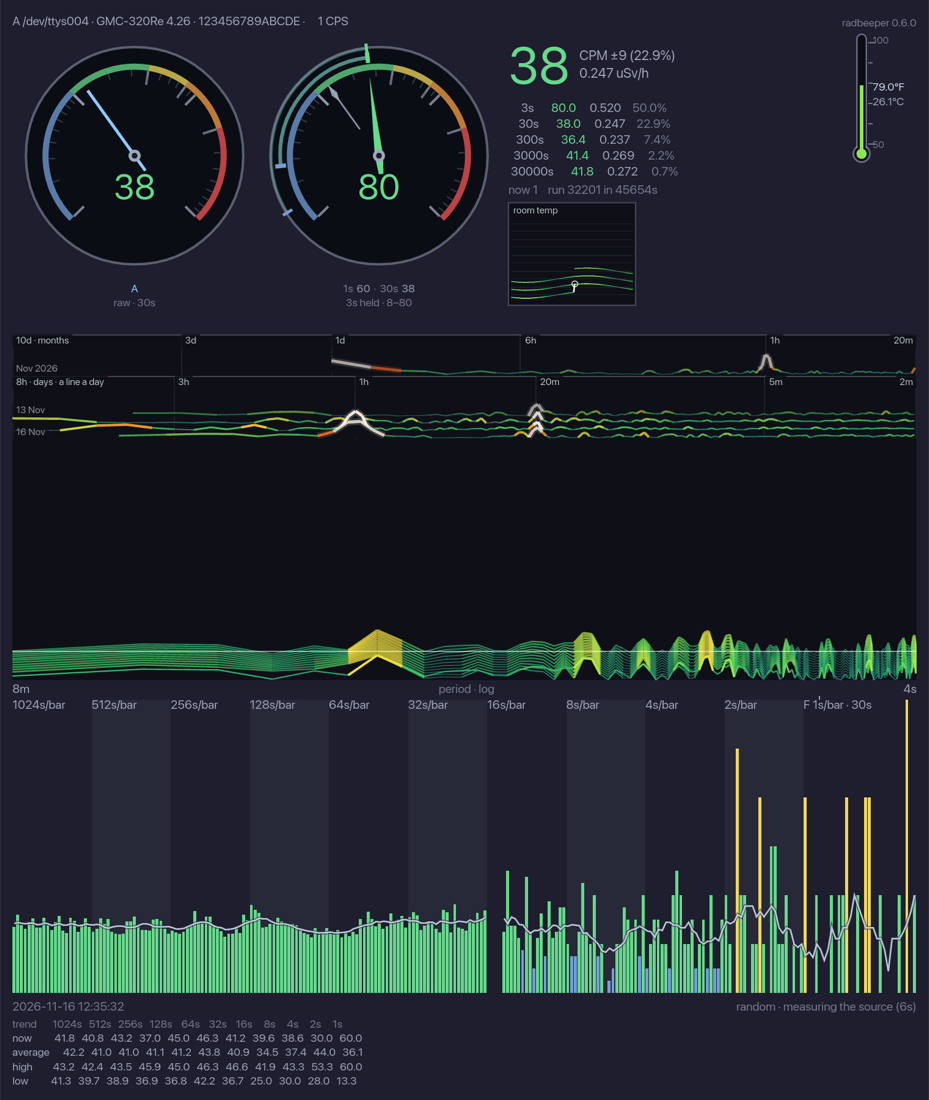 A /dev/ttys004 · GMC-320Re 4.26 · 123456789ABCDE · 1 CPS
radbeeper 0.6.0
38
80
38 CPM ±9 (22.9%)
0.247 uSv/h
3s 80.0 0.520 50.0%
30s 38.0 0.247 22.9%
300s 36.4 0.237 7.4%
3000s 41.4 0.269 2.2%
30000s 41.8 0.272 0.7%
now 1 run 32201 in 45654s
100
79.0°F
26.1°C
50
room temp
A
raw · 30s
1s 60 · 30s 38
3s held · 8–80
10d · months 3d 1d 6h 1h 20m
Nov 2026
8h · days · a line a day 3h 1h 20m 5m 2m
13 Nov
16 Nov
8m period · log 4s
1024s/bar 512s/bar 256s/bar 128s/bar 64s/bar 32s/bar 16s/bar 8s/bar 4s/bar 2s/bar F 1s/bar · 30s
2026-11-16 12:35:32 random · measuring the source (6s)
trend 1024s 512s 256s 128s 64s 32s 16s 8s 4s 2s 1s
now 41.8 40.8 43.2 37.0 45.0 46.3 41.2 39.6 38.6 30.0 60.0
average 42.2 41.0 41.0 41.1 41.2 43.8 40.9 34.5 37.4 44.0 36.1
high 43.2 42.4 43.5 45.9 45.0 46.3 46.6 41.9 43.3 53.3 60.0
low 41.3 39.7 38.9 36.9 36.8 42.2 36.7 25.0 30.0 28.0 13.3